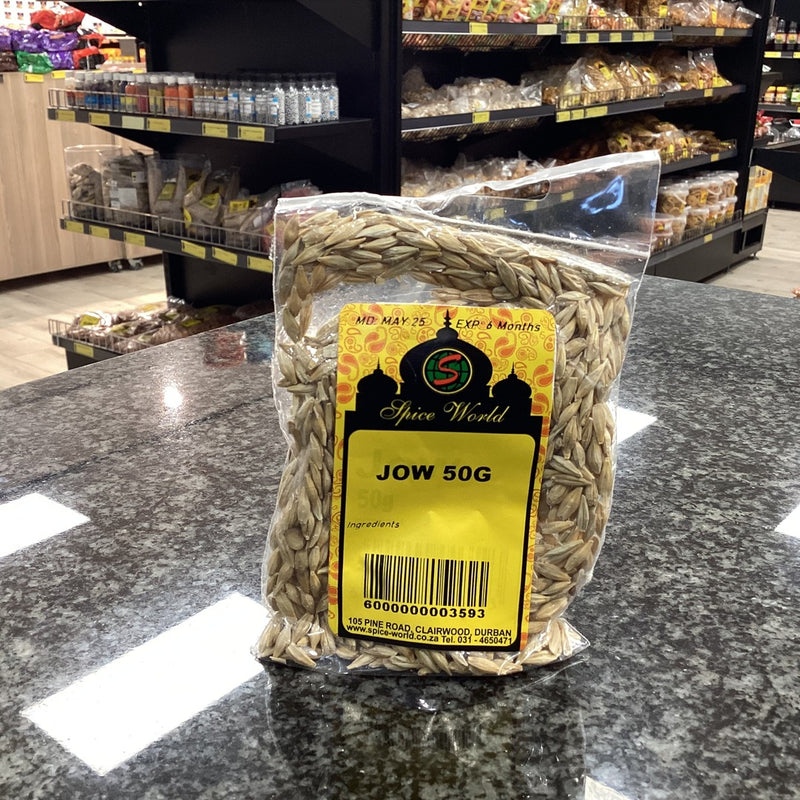 MD: MAY 25 EXP: 6 Months
S
Spice World
JOW 50G
50g
Ingredients
6000000003593
105 PINE ROAD, CLAIRWOOD, DURBAN
www.spice-world.co.za Tel. 031 - 4650471